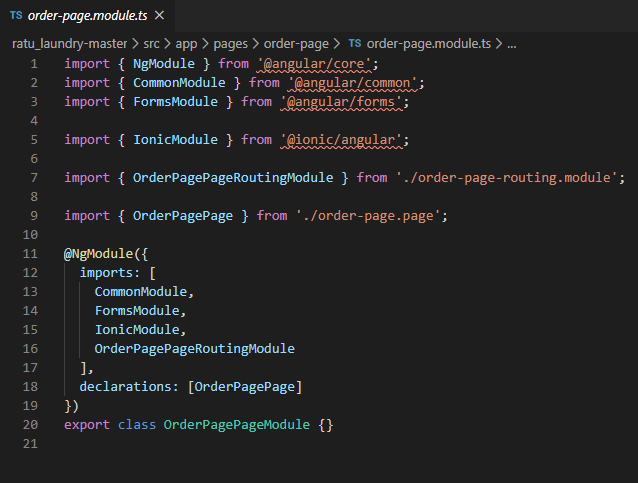 TS order-page.module.ts ×
ratu_laundry-master > src > app > pages > order-page > TS order-page.module.ts > ...
1 import { NgModule } from '@angular/core';
2 import { CommonModule } from '@angular/common';
3 import { FormsModule } from '@angular/forms';
4
5 import { IonicModule } from '@ionic/angular';
6
7 import { OrderPagePageRoutingModule } from './order-page-routing.module';
8
9 import { OrderPagePage } from './order-page.page';
10
11 @NgModule({
12   imports: [
13     CommonModule,
14     FormsModule,
15     IonicModule,
16     OrderPagePageRoutingModule
17   ],
18   declarations: [OrderPagePage]
19 })
20 export class OrderPagePageModule {}
21